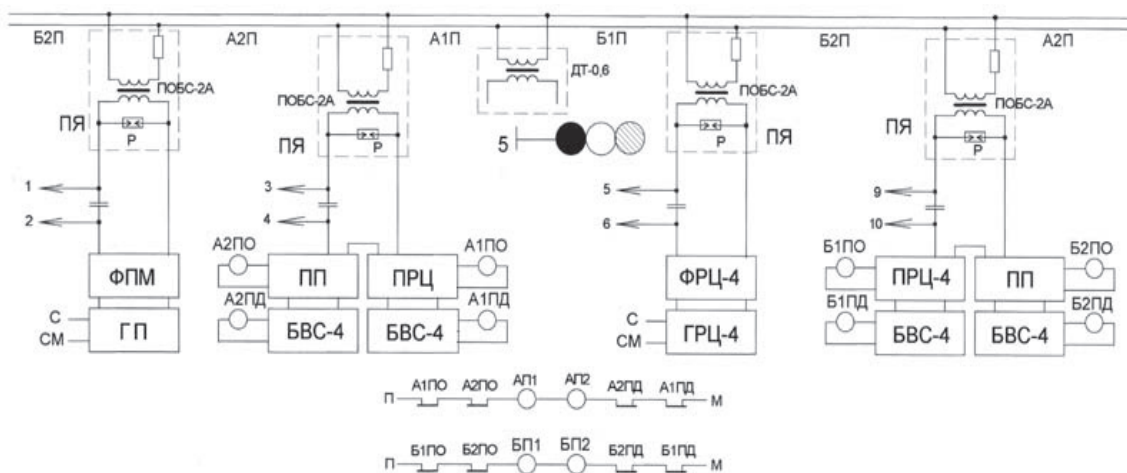 Б2П А2П А1П Б1П Б2П А2П
ДТ-0,6
ПОБС-2А ПОБС-2А ПОБС-2А ПОБС-2А
Р Р Р Р
ПЯ ПЯ ПЯ ПЯ
5
1 3 5 9
2 4 6 10
А2ПО А1ПО Б1ПО Б2ПО
ФПМ ПП ПРЦ ФРЦ-4 ПРЦ-4 ПП
А2ПД А1ПД Б1ПД Б2ПД
С С
ГП БВС-4 БВС-4 ГРЦ-4 БВС-4 БВС-4
СМ СМ
А1ПО А2ПО АП1 АП2 А2ПД А1ПД
П М
Б1ПО Б2ПО БП1 БП2 Б2ПД Б1ПД
П М